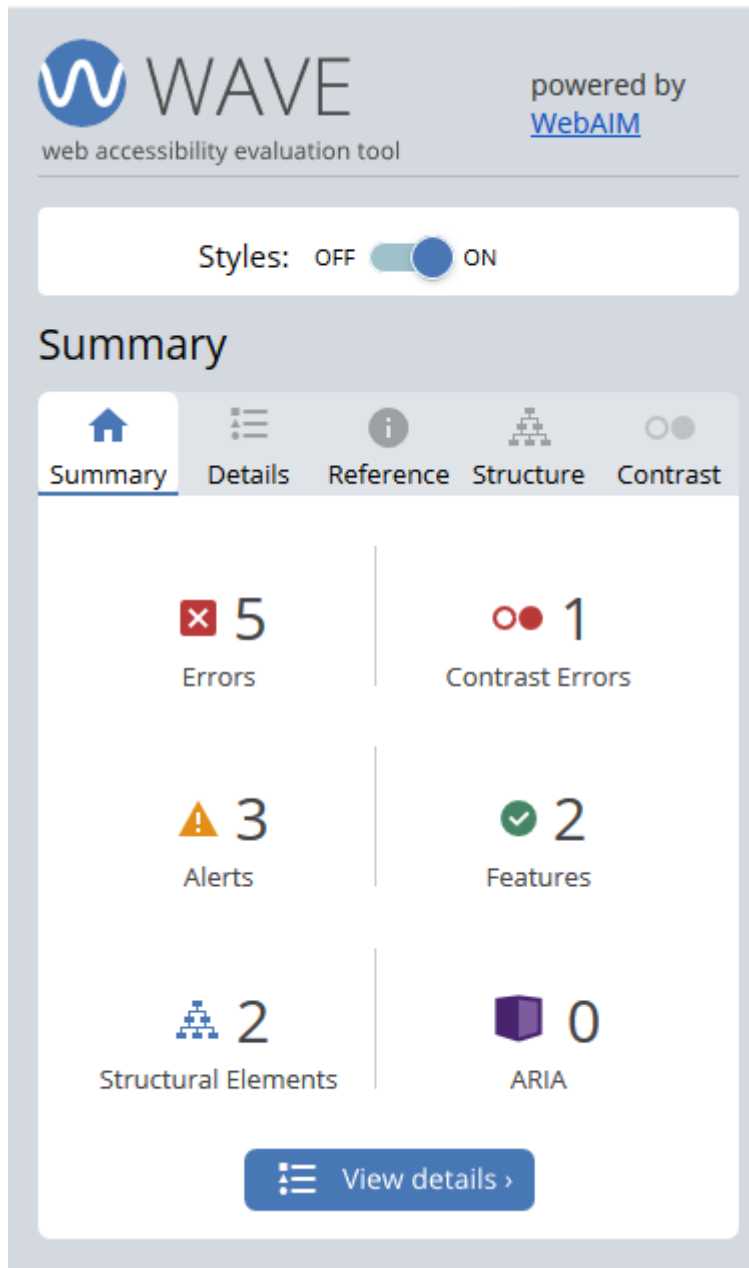 WAVE
web accessibility evaluation tool
powered by
WebAIM
Styles: OFF ON
Summary
Summary Details Reference Structure Contrast
5
Errors
1
Contrast Errors
3
Alerts
2
Features
2
Structural Elements
0
ARIA
View details ›